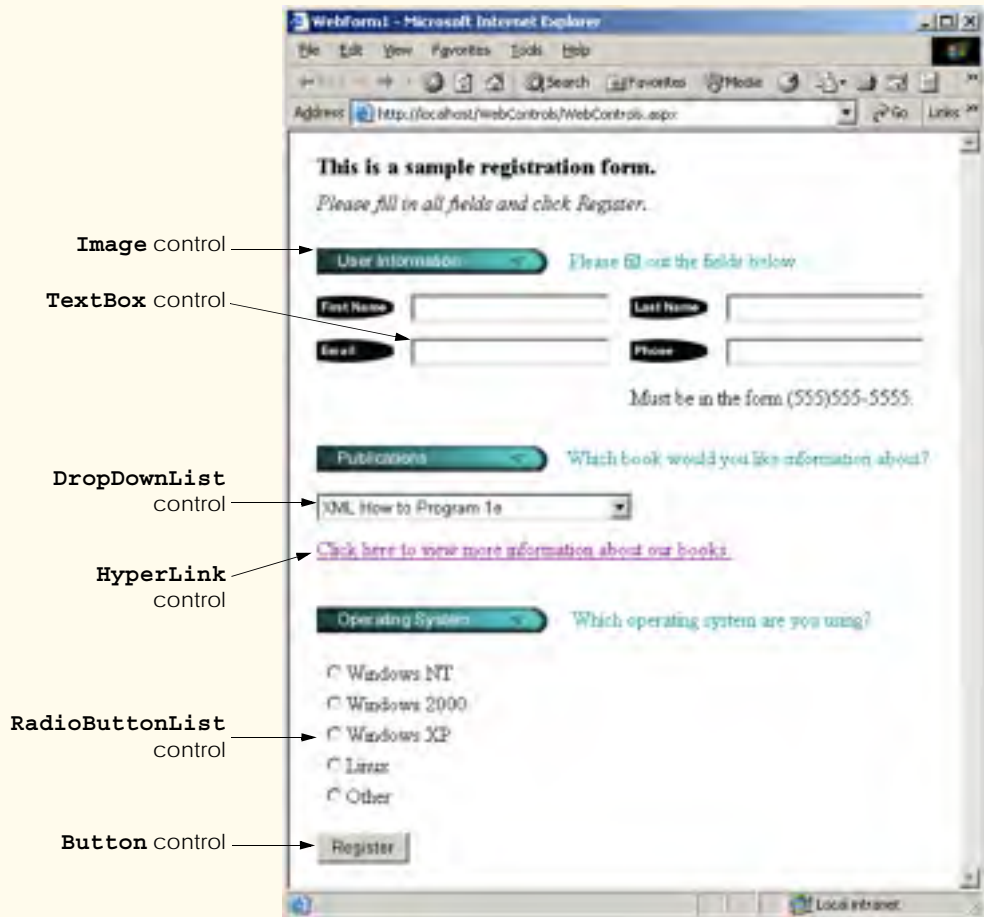 WebForm1 - Microsoft Internet Explorer
File Edit View Favorites Tools Help
Search Favorites Media
Address http://localhost/WebControls/WebControls.aspx Go Links
This is a sample registration form.
Please fill in all fields and click Register.
Image control
User Information Please fill out the fields below
TextBox control
First Name Last Name
Email Phone
Must be in the form (555)555-5555.
Publications Which book would you like information about?
DropDownList
control
XML How to Program 1e
Click here to view more information about our books.
HyperLink
control
Operating System Which operating system are you using?
Windows NT
Windows 2000
RadioButtonList
control
Windows XP
Linux
Other
Button control
Register
Local intranet